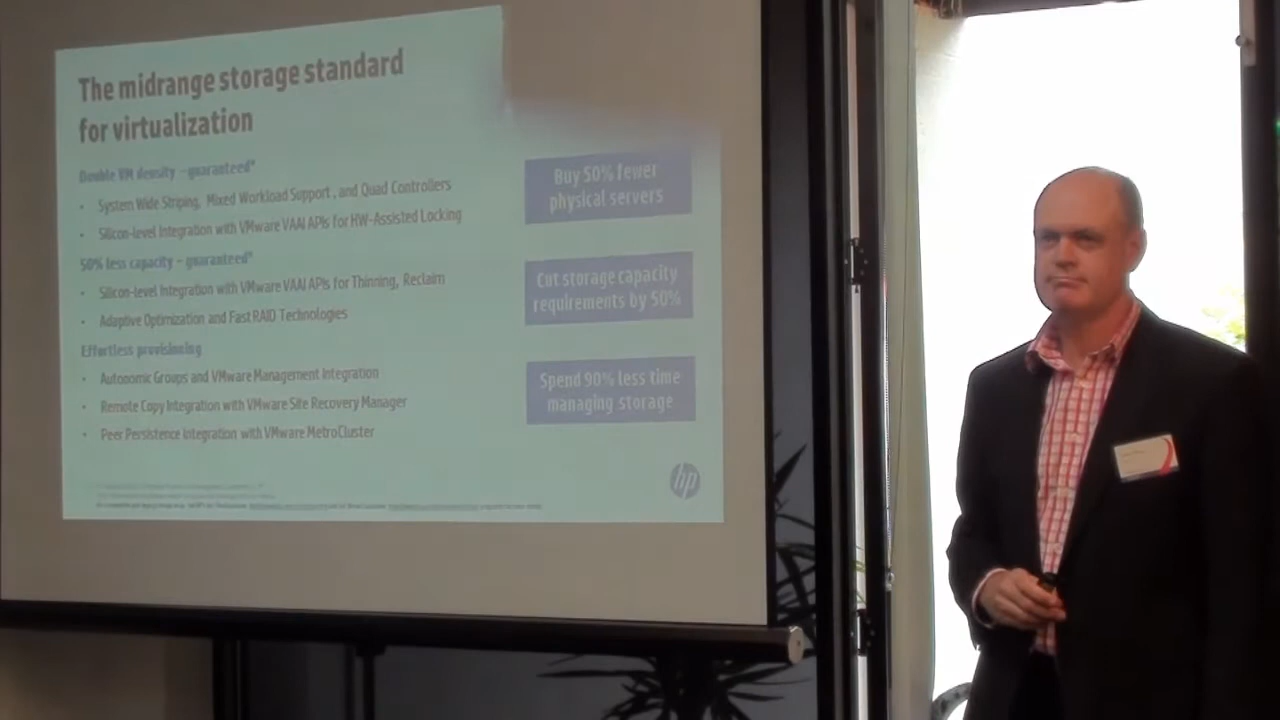 The midrange storage standard
for virtualization
Double VM density – guaranteed*
• System Wide Striping, Mixed Workload Support, and Quad Controllers
• Silicon-level Integration with VMware VAAI APIs for HW-Assisted Locking
Buy 50% fewer
physical servers
50% less capacity – guaranteed*
• Silicon-level Integration with VMware VAAI APIs for Thinning, Reclaim
• Adaptive Optimization and Fast RAID Technologies
Cut storage capacity
requirements by 50%
Effortless provisioning
• Autonomic Groups and VMware Management Integration
• Remote Copy Integration with VMware Site Recovery Manager
• Peer Persistence Integration with VMware MetroCluster
Spend 90% less time
managing storage
hp